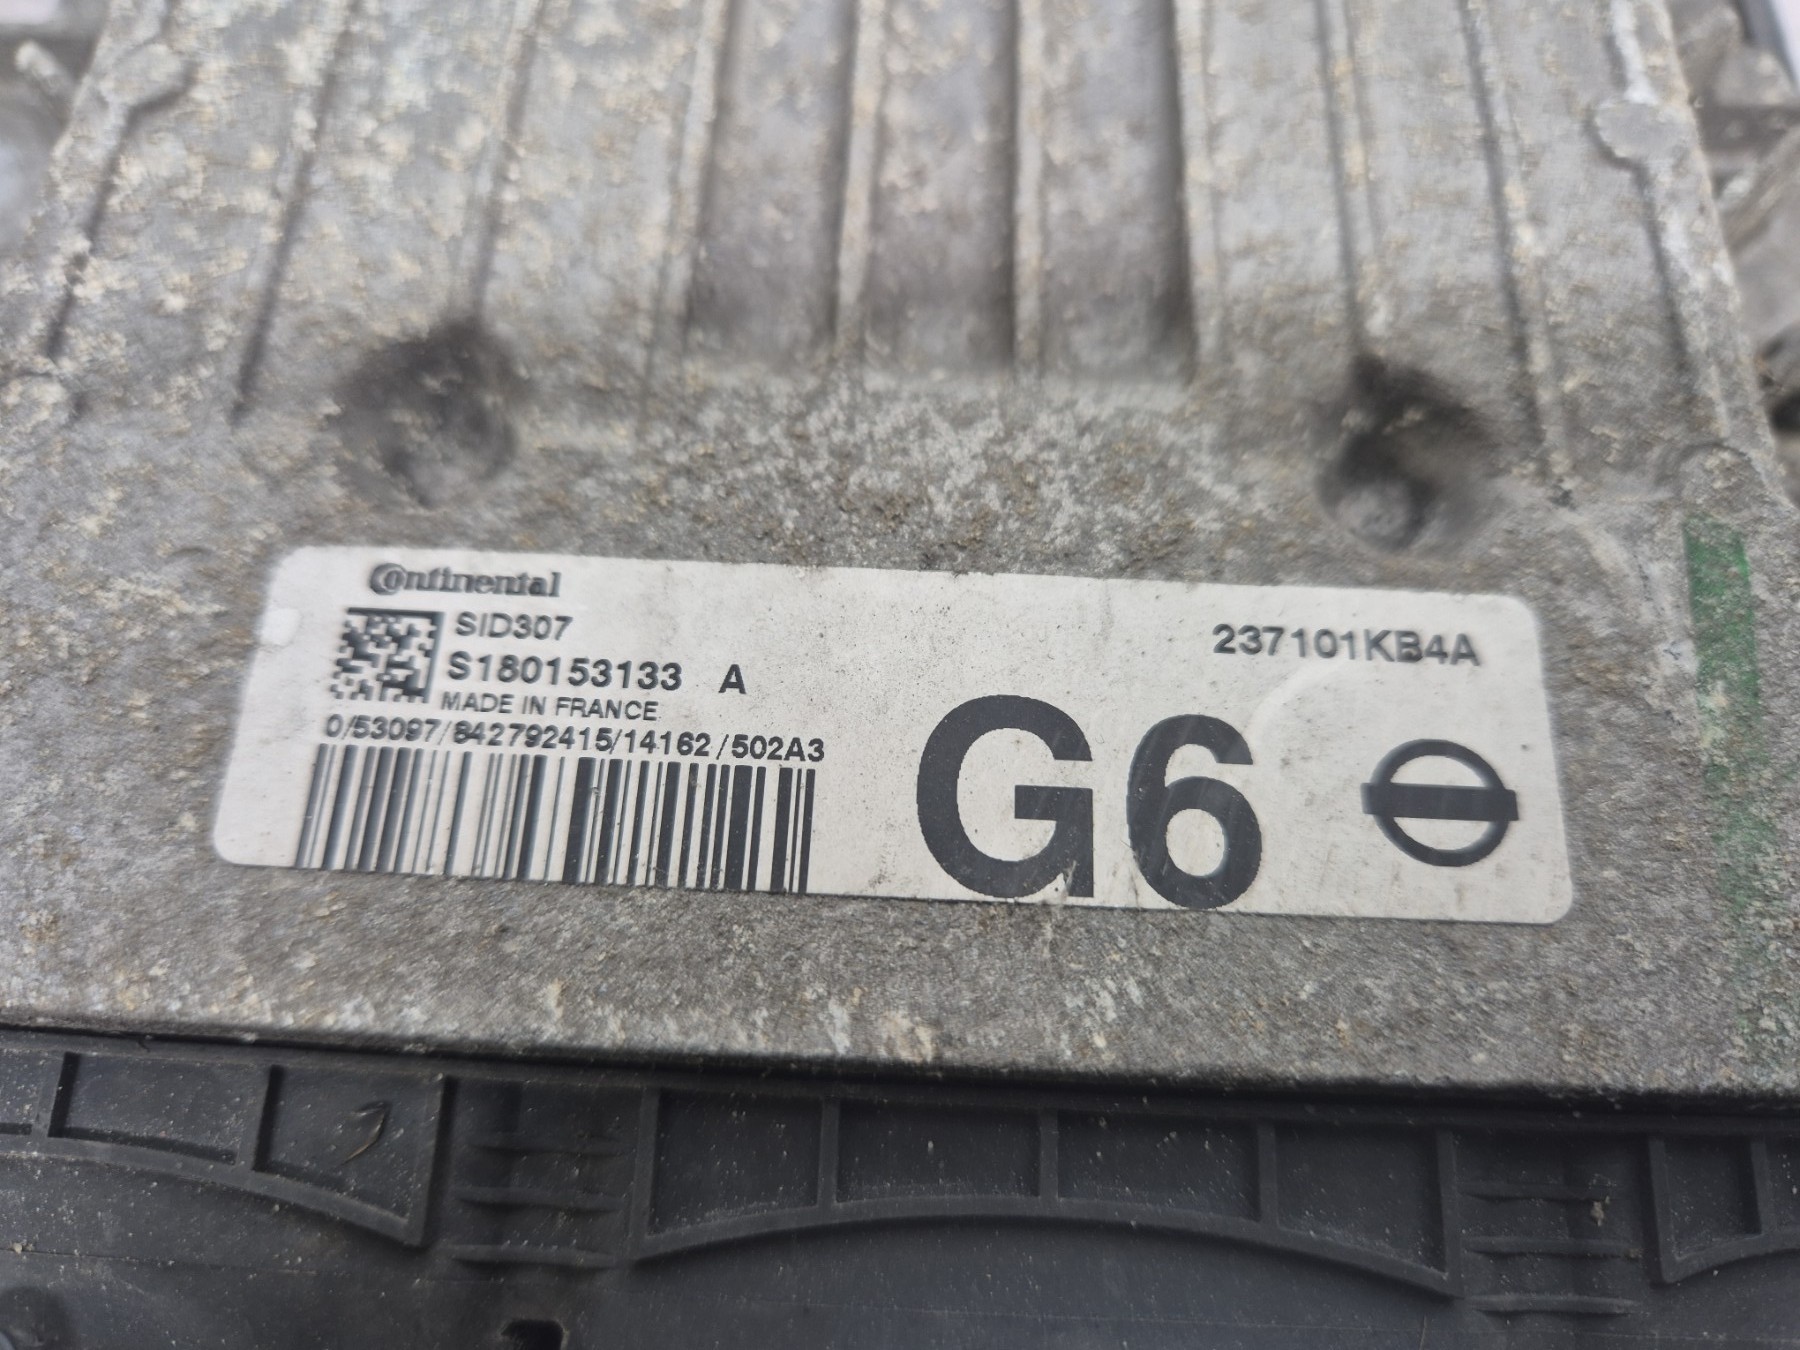 Continental
SID307
S180153133 A
MADE IN FRANCE
0/53097/842792415/14162/502A3
237101KB4A
G6